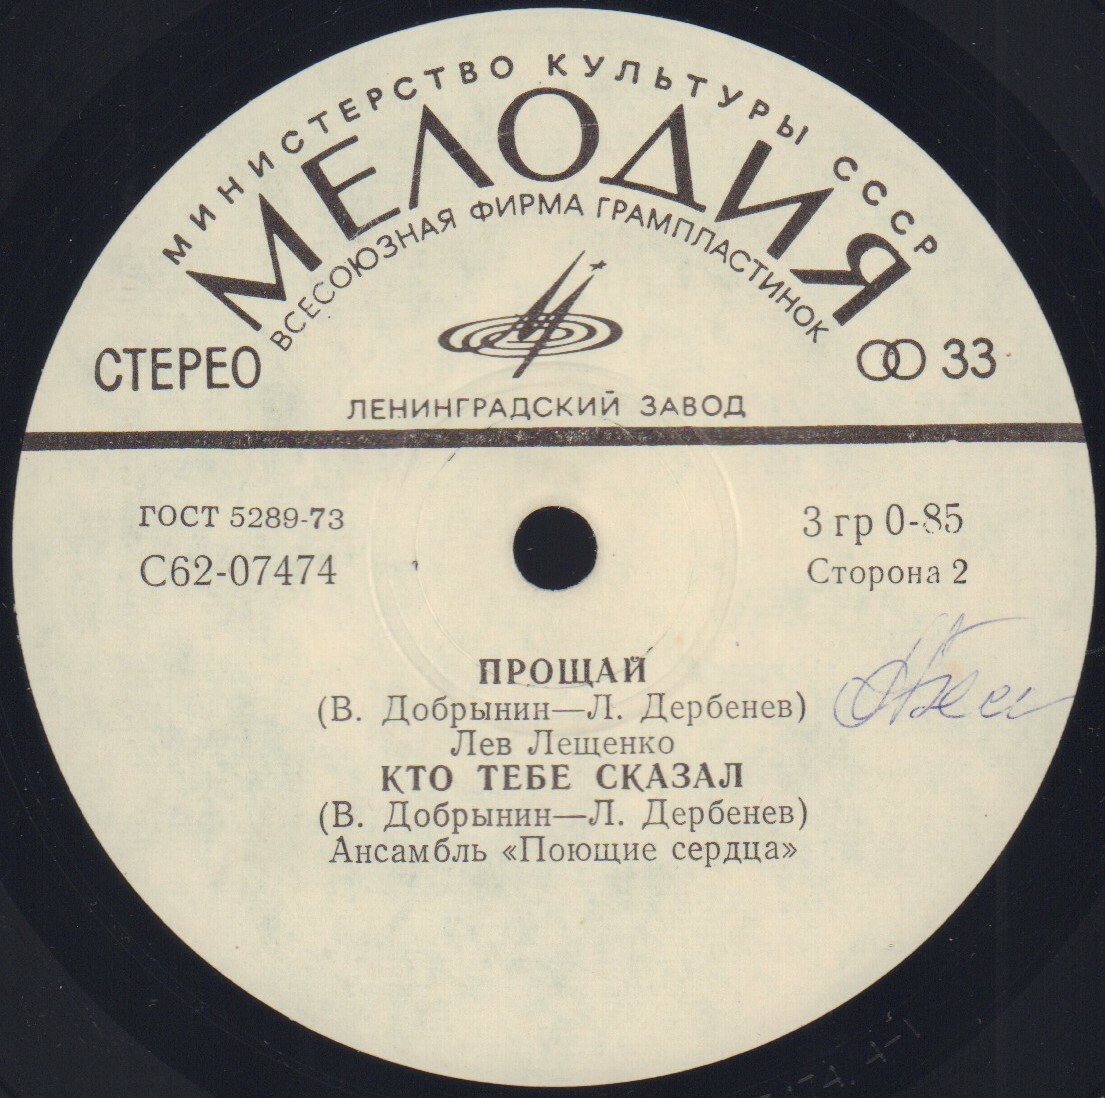 МИНИСТЕРСТВО КУЛЬТУРЫ СССР
МЕЛОДИЯ
ВСЕСОЮЗНАЯ ФИРМА ГРАМПЛАСТИНОК
СТЕРЕО
33
ЛЕНИНГРАДСКИЙ ЗАВОД
ГОСТ 5289-73
3 гр 0-85
С62-07474
Сторона 2
ПРОЩАЙ
(В. Добрынин—Л. Дербенев)
Лев Лещенко
КТО ТЕБЕ СКАЗАЛ
(В. Добрынин—Л. Дербенев)
Ансамбль «Поющие сердца»